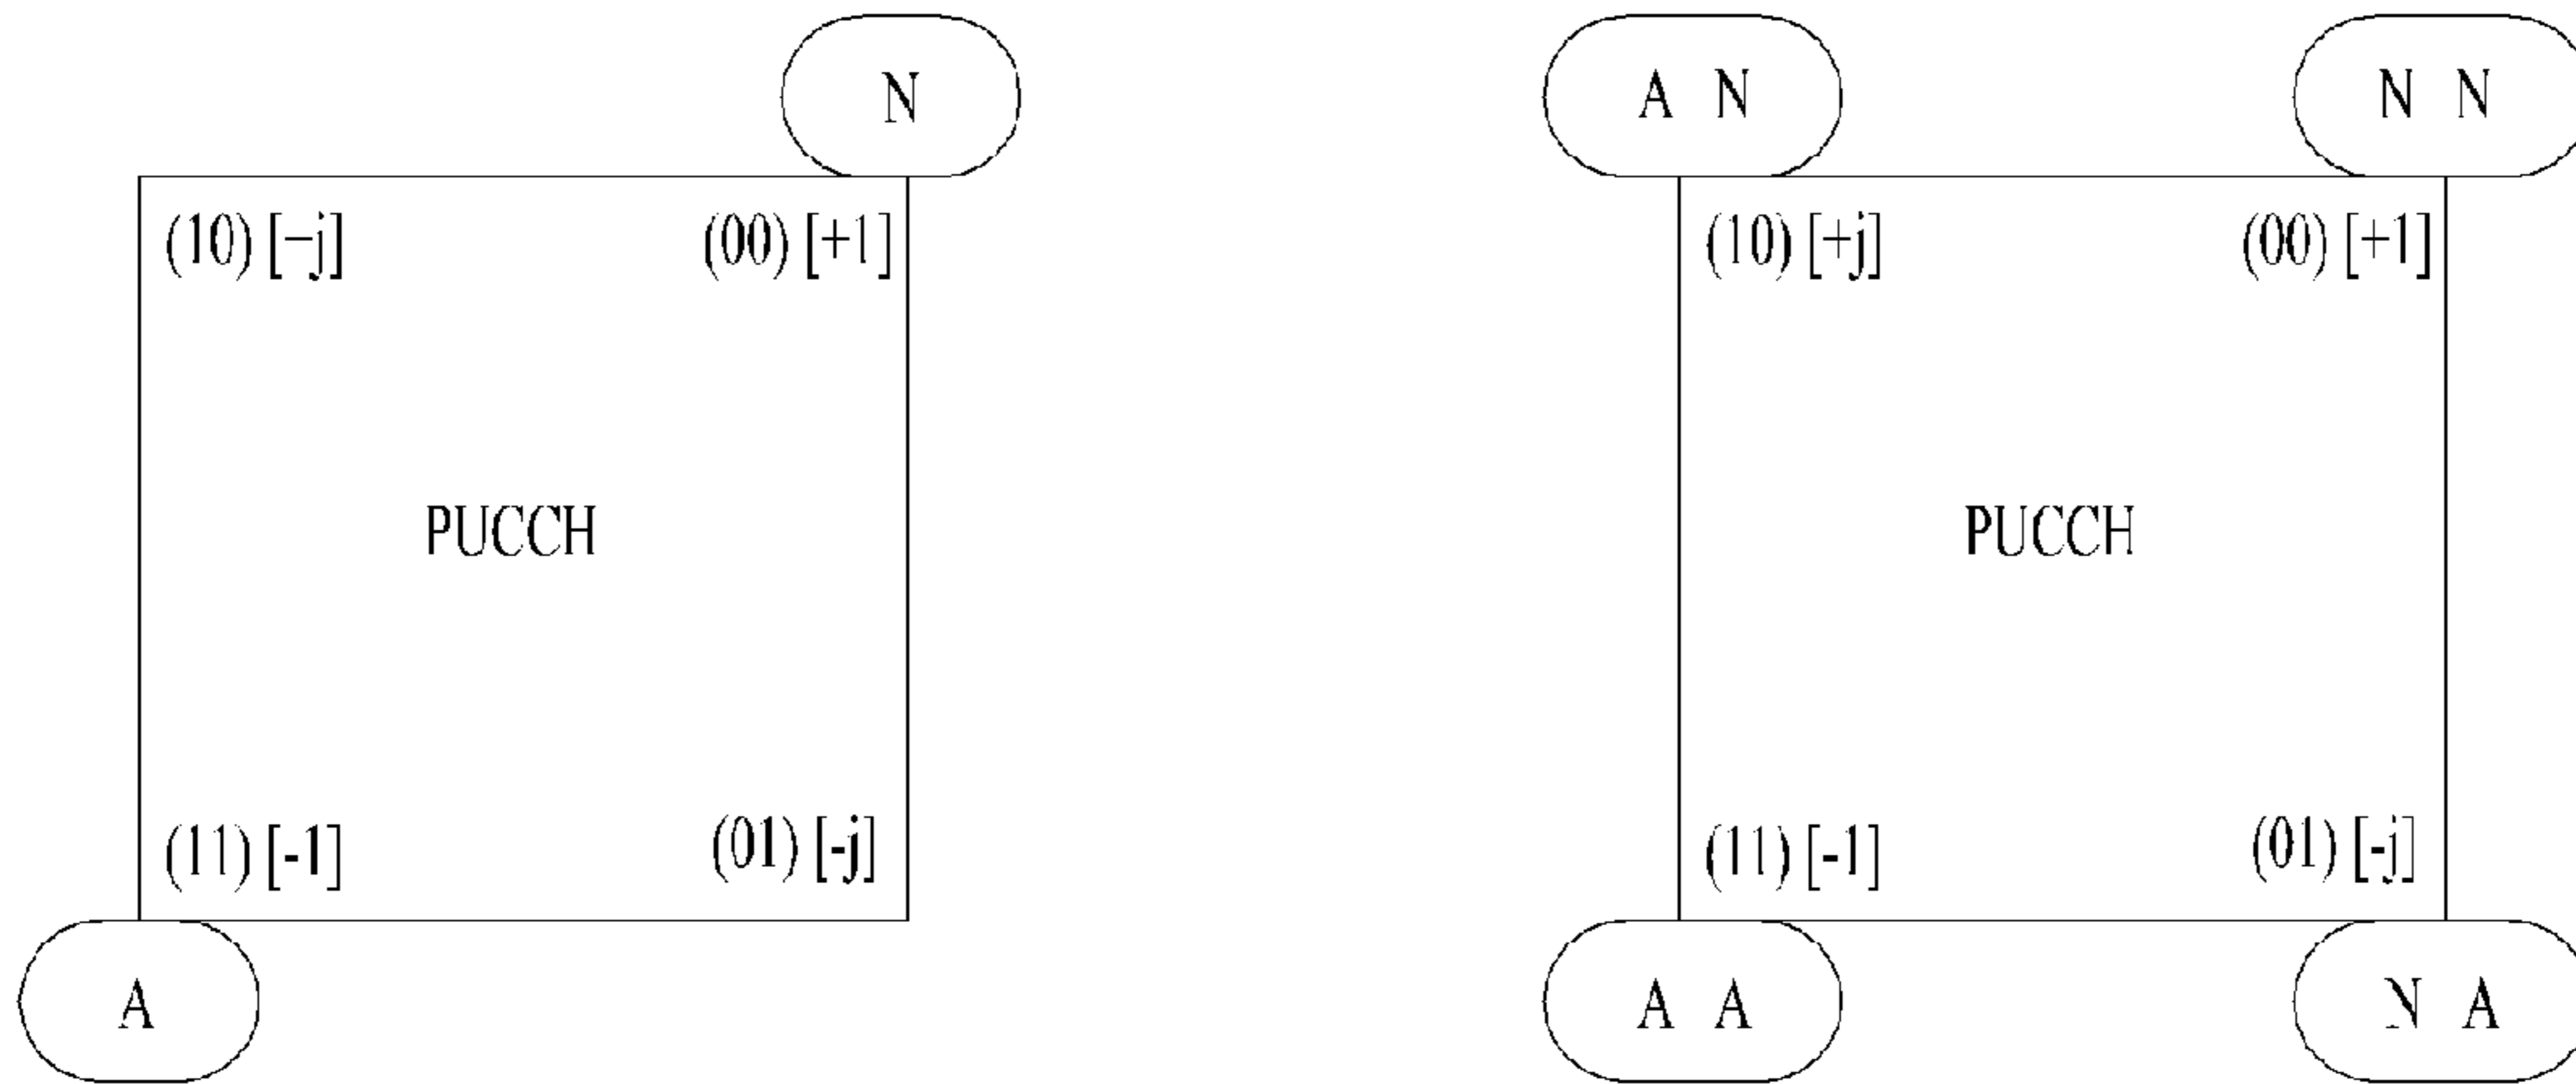 N
A N
N N
(10) [−j]
(00) [+1]
(10) [+j]
(00) [+1]
PUCCH
PUCCH
(11) [-1]
(01) [-j]
(11) [-1]
(01) [-j]
A
A A
N A